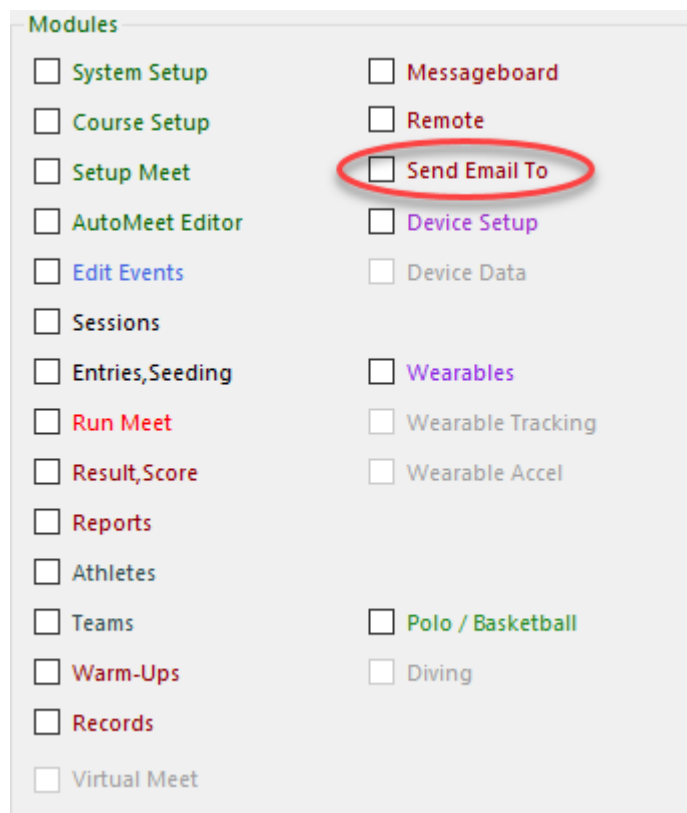 Modules
System Setup
Course Setup
Setup Meet
AutoMeet Editor
Edit Events
Sessions
Entries,Seeding
Run Meet
Result,Score
Reports
Athletes
Teams
Warm-Ups
Records
Virtual Meet
Messageboard
Remote
Send Email To
Device Setup
Device Data
Wearables
Wearable Tracking
Wearable Accel
Polo / Basketball
Diving